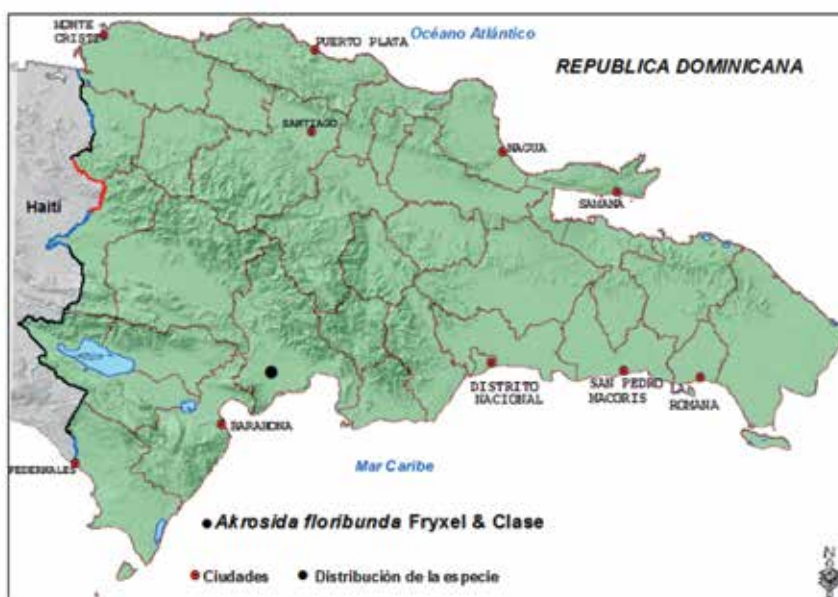 MONTE
CRISTI
PUERTO PLATA
Océano Atlántico
REPUBLICA DOMINICANA
SANTIAGO
NAGUA
SAMANA
Haití
DISTRITO
NACIONAL
SAN PEDRO
MACORIS
LA
ROMANA
BARAHONA
Mar Caribe
PEDERNALES
Akrosida floribunda Fryxel & Clase
Ciudades
Distribución de la especie